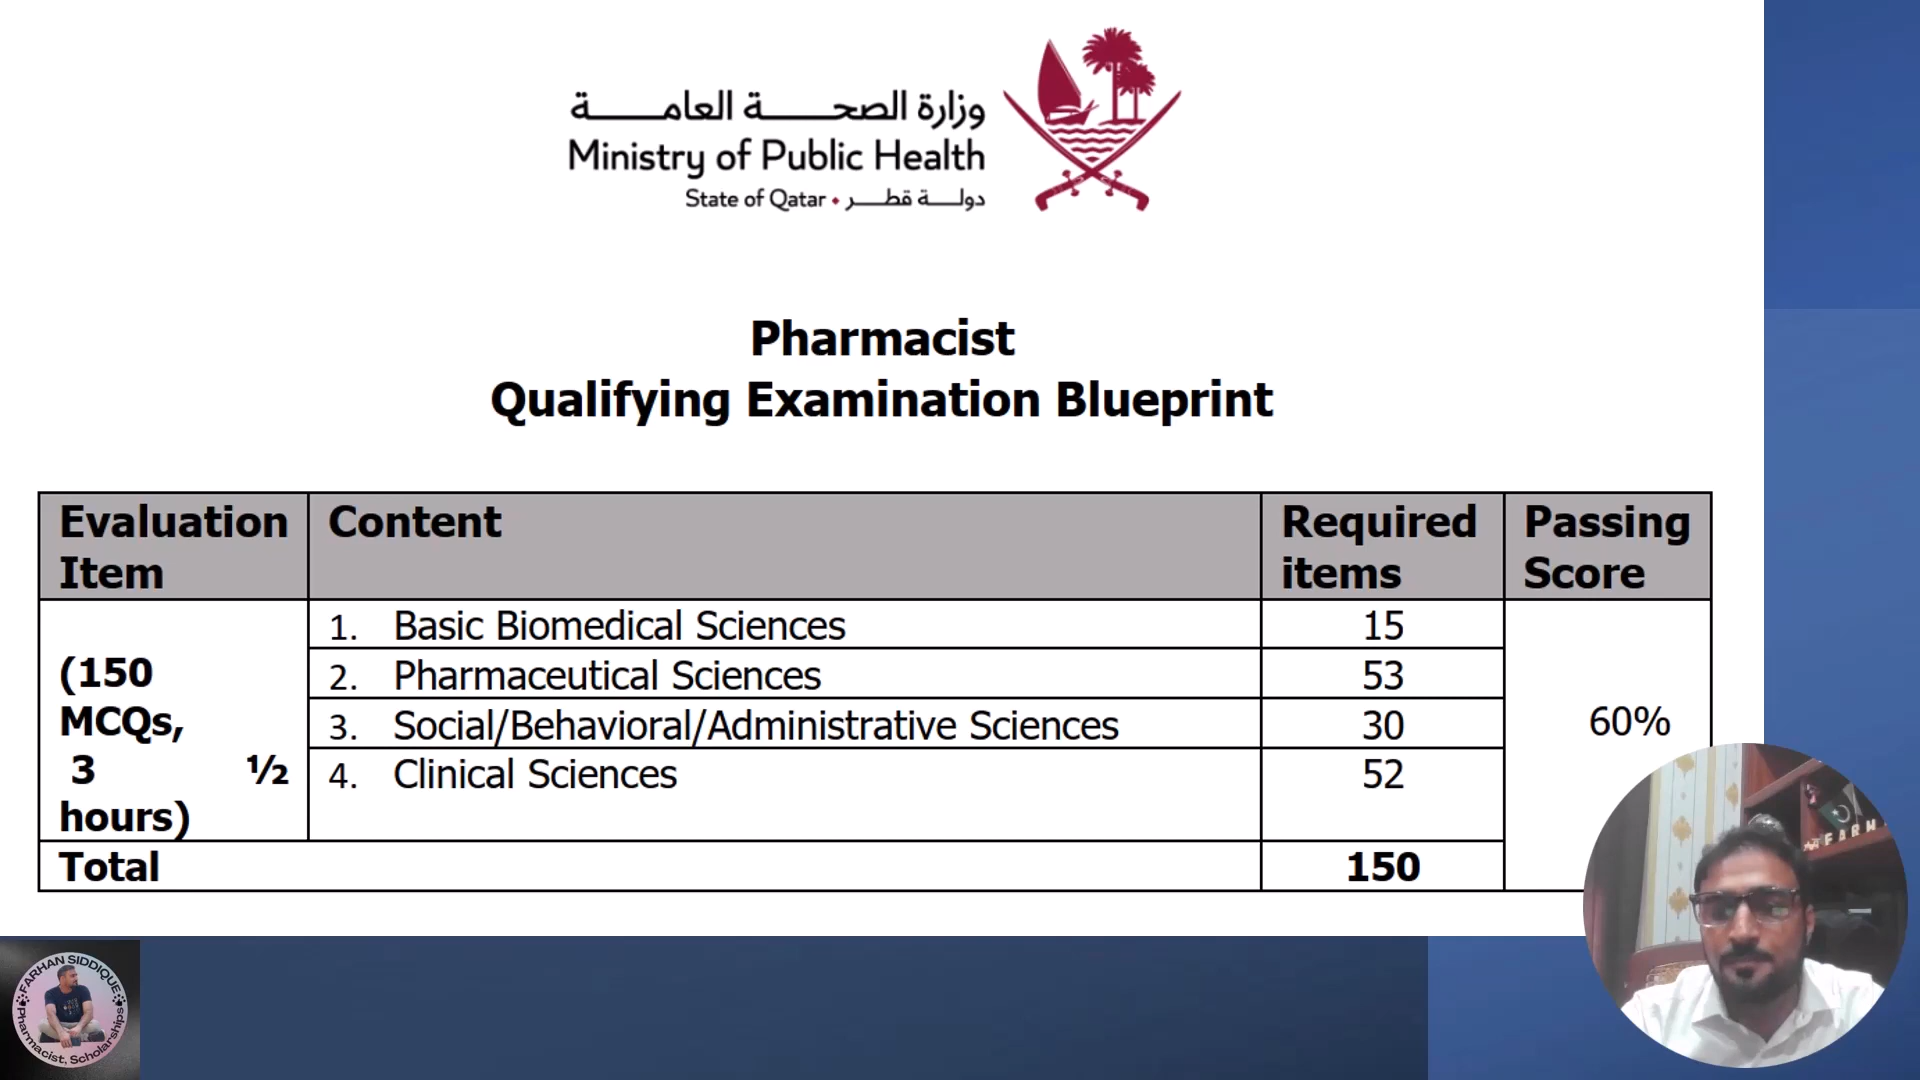 وزارة الصحة العامة
Ministry of Public Health
State of Qatar • دولة قطر
Pharmacist
Qualifying Examination Blueprint
Evaluation Item
Content
Required items
Passing Score
(150 MCQs, 3 ½ hours)
1. Basic Biomedical Sciences 15
2. Pharmaceutical Sciences 53
3. Social/Behavioral/Administrative Sciences 30
4. Clinical Sciences 52
60%
Total 150
FARHAN SIDDIQUE
Pharmacist, Scholarships